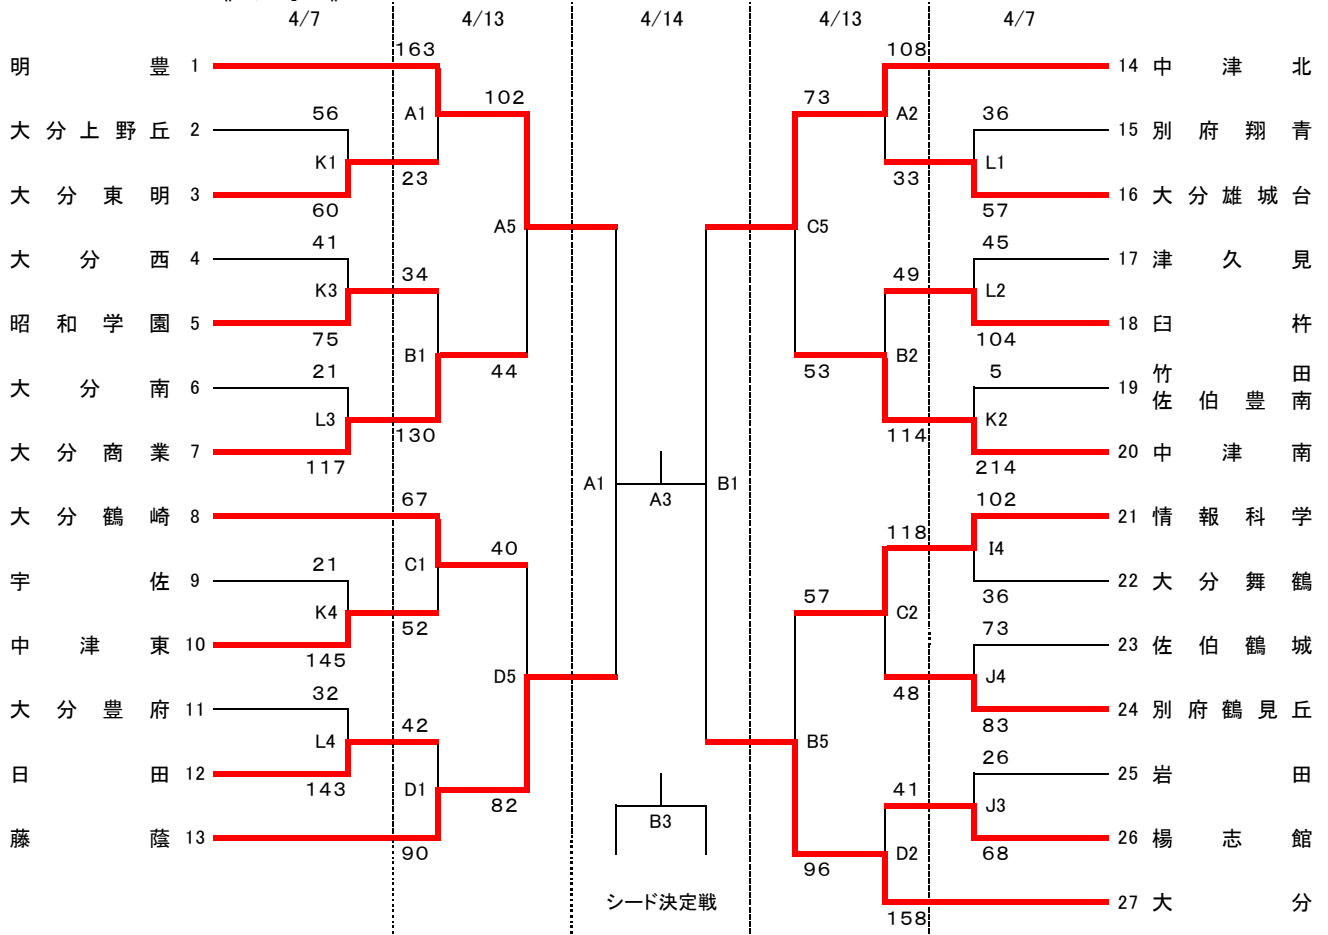 4/7 4/13 4/14 4/13 4/7
163 108
明豊 1 14 中津北
102 73
56 A1 A2 36
大分上野丘 2 15 別府翔青
K1 L1
23 33
大分東明 3 16 大分雄城台
60 57
A5 C5
41 45
大分西 4 17 津久見
34 49
K3 L2
昭和学園 5 18 臼杵
75 104
B1 B2
21 44 53 5 竹田
大分南 6 19
佐伯豊南
L3 K2
130 114
大分商業 7 20 中津南
117 214
A1 B1
A3
67 102
大分鶴崎 8 21 情報科学
118
40 I4
21 C1
宇佐 9 22 大分舞鶴
57 36
K4 C2
52 73
中津東 10 23 佐伯鶴城
145
D5 J4
32 48
大分豊府 11 24 別府鶴見丘
42 83
L4 B5
26
日田 12 25 岩田
143 D1 82 41 J3
B3
藤蔭 13 26 楊志館
90 D2 68
96
シード決定戦 27 大分
158